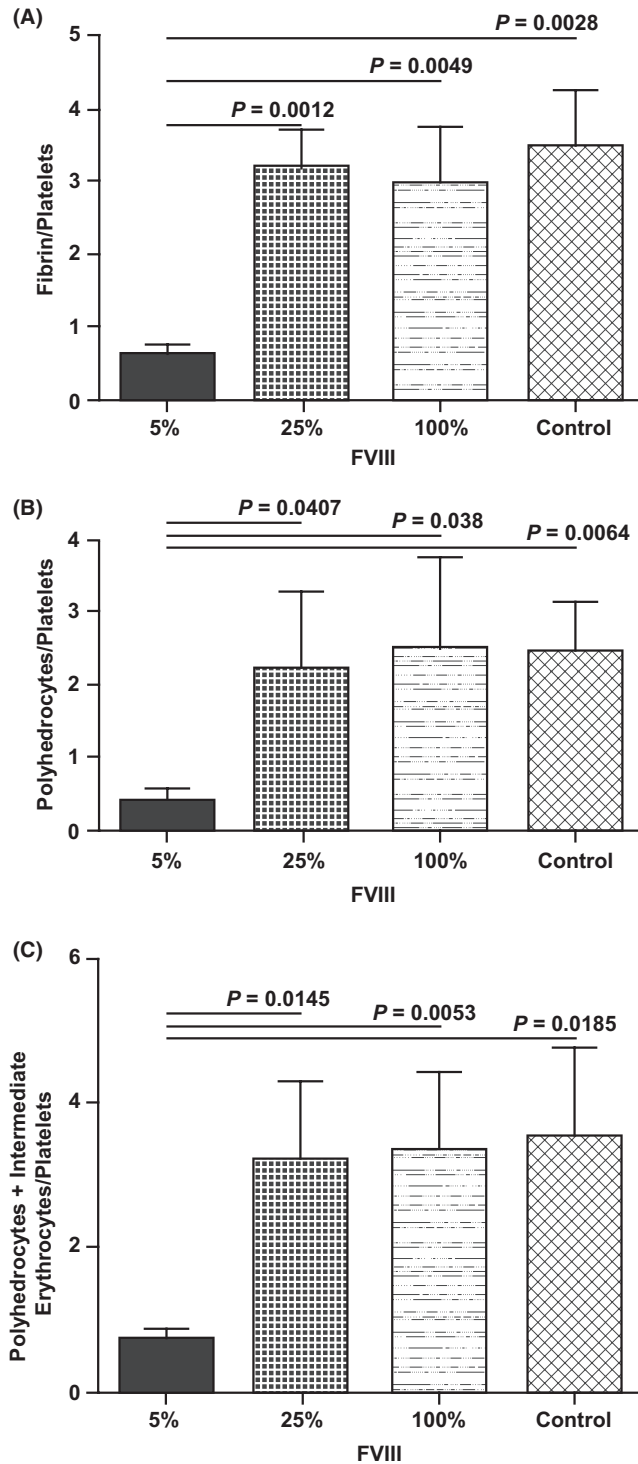 (A)
P = 0.0028
P = 0.0049
P = 0.0012
Fibrin/Platelets
5
4
3
2
1
0
5% 25% 100% Control
FVIII
(B)
P = 0.0407
P = 0.038
P = 0.0064
Polyhedrocytes/Platelets
4
3
2
1
0
5% 25% 100% Control
FVIII
(C)
P = 0.0145
P = 0.0053
P = 0.0185
Polyhedrocytes + Intermediate
Erythrocytes/Platelets
6
4
2
0
5% 25% 100% Control
FVIII